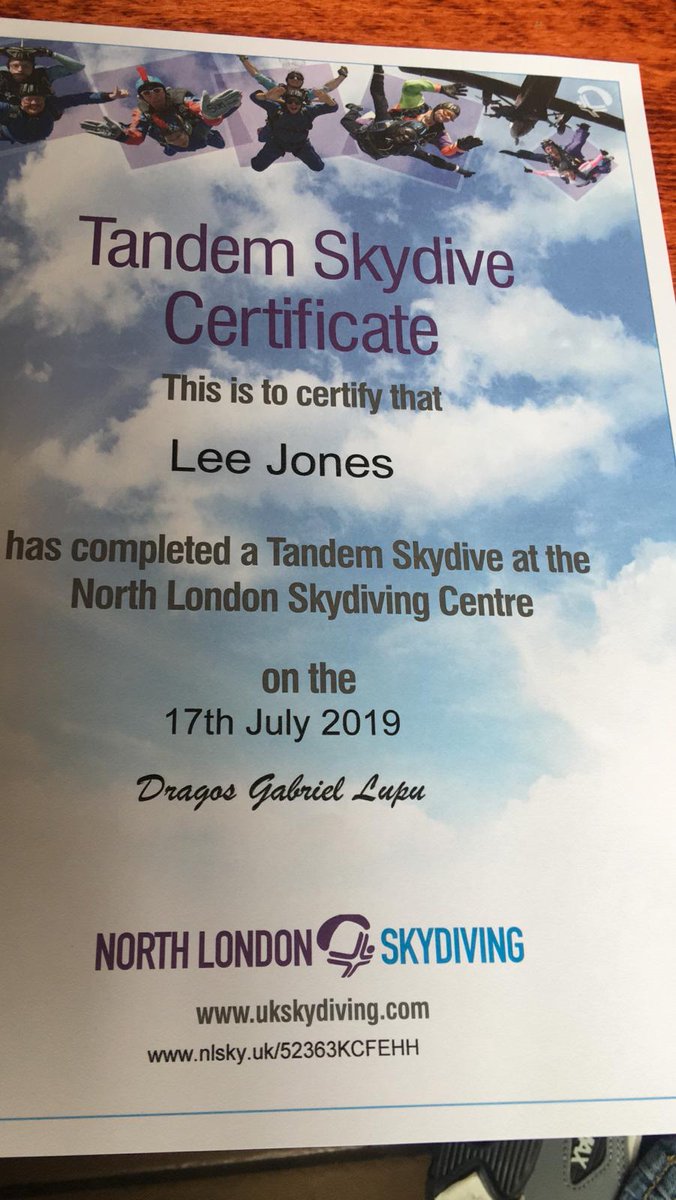 Tandem Skydive
Certificate
This is to certify that
Lee Jones
has completed a Tandem Skydive at the
North London Skydiving Centre
on the
17th July 2019
Dragos Gabriel Lupu
NORTH LONDON SKYDIVING
www.ukskydiving.com
www.nlsky.uk/52363KCFEHH